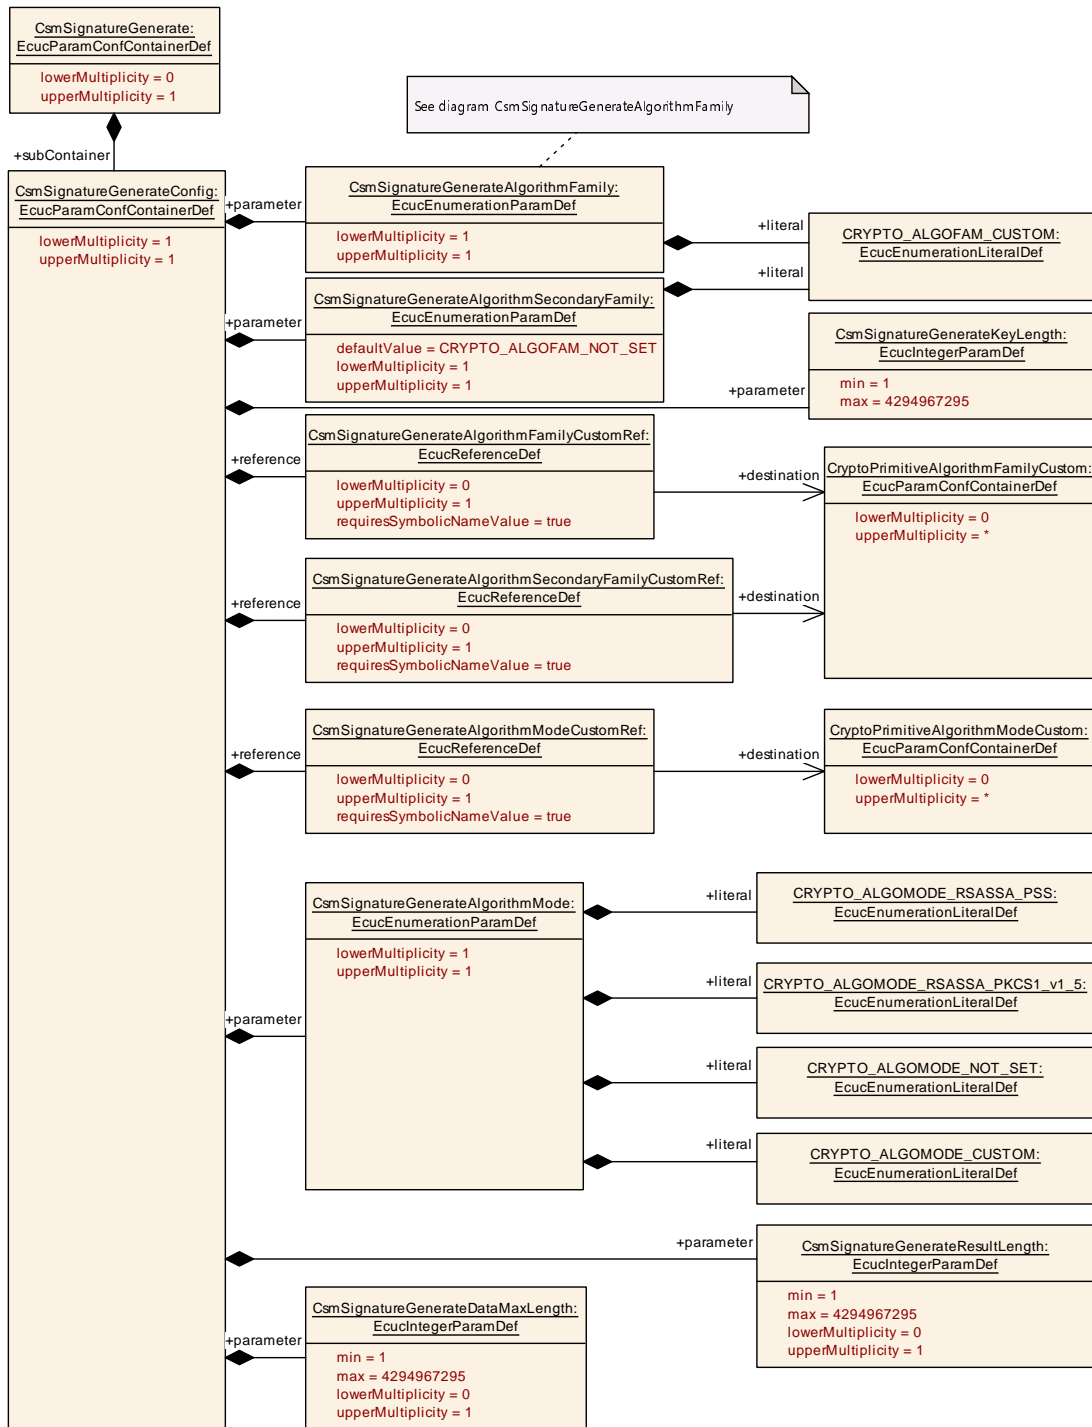 CsmSignatureGenerate:
EcucParamConfContainerDef
lowerMultiplicity = 0
upperMultiplicity = 1
See diagram CsmSignatureGenerateAlgorithmFamily
+subContainer
CsmSignatureGenerateConfig:
EcucParamConfContainerDef
lowerMultiplicity = 1
upperMultiplicity = 1
+parameter
CsmSignatureGenerateAlgorithmFamily:
EcucEnumerationParamDef
lowerMultiplicity = 1
upperMultiplicity = 1
+literal
CRYPTO_ALGOFAM_CUSTOM:
EcucEnumerationLiteralDef
+literal
+parameter
CsmSignatureGenerateAlgorithmSecondaryFamily:
EcucEnumerationParamDef
defaultValue = CRYPTO_ALGOFAM_NOT_SET
lowerMultiplicity = 1
upperMultiplicity = 1
CsmSignatureGenerateKeyLength:
EcucIntegerParamDef
min = 1
max = 4294967295
+parameter
+reference
CsmSignatureGenerateAlgorithmFamilyCustomRef:
EcucReferenceDef
lowerMultiplicity = 0
upperMultiplicity = 1
requiresSymbolicNameValue = true
+destination
CryptoPrimitiveAlgorithmFamilyCustom:
EcucParamConfContainerDef
lowerMultiplicity = 0
upperMultiplicity = *
+reference
CsmSignatureGenerateAlgorithmSecondaryFamilyCustomRef:
EcucReferenceDef
lowerMultiplicity = 0
upperMultiplicity = 1
requiresSymbolicNameValue = true
+destination
+reference
CsmSignatureGenerateAlgorithmModeCustomRef:
EcucReferenceDef
lowerMultiplicity = 0
upperMultiplicity = 1
requiresSymbolicNameValue = true
+destination
CryptoPrimitiveAlgorithmModeCustom:
EcucParamConfContainerDef
lowerMultiplicity = 0
upperMultiplicity = *
+parameter
CsmSignatureGenerateAlgorithmMode:
EcucEnumerationParamDef
lowerMultiplicity = 1
upperMultiplicity = 1
+literal
CRYPTO_ALGOMODE_RSASSA_PSS:
EcucEnumerationLiteralDef
+literal
CRYPTO_ALGOMODE_RSASSA_PKCS1_v1_5:
EcucEnumerationLiteralDef
+literal
CRYPTO_ALGOMODE_NOT_SET:
EcucEnumerationLiteralDef
+literal
CRYPTO_ALGOMODE_CUSTOM:
EcucEnumerationLiteralDef
+parameter
CsmSignatureGenerateResultLength:
EcucIntegerParamDef
min = 1
max = 4294967295
lowerMultiplicity = 0
upperMultiplicity = 1
+parameter
CsmSignatureGenerateDataMaxLength:
EcucIntegerParamDef
min = 1
max = 4294967295
lowerMultiplicity = 0
upperMultiplicity = 1